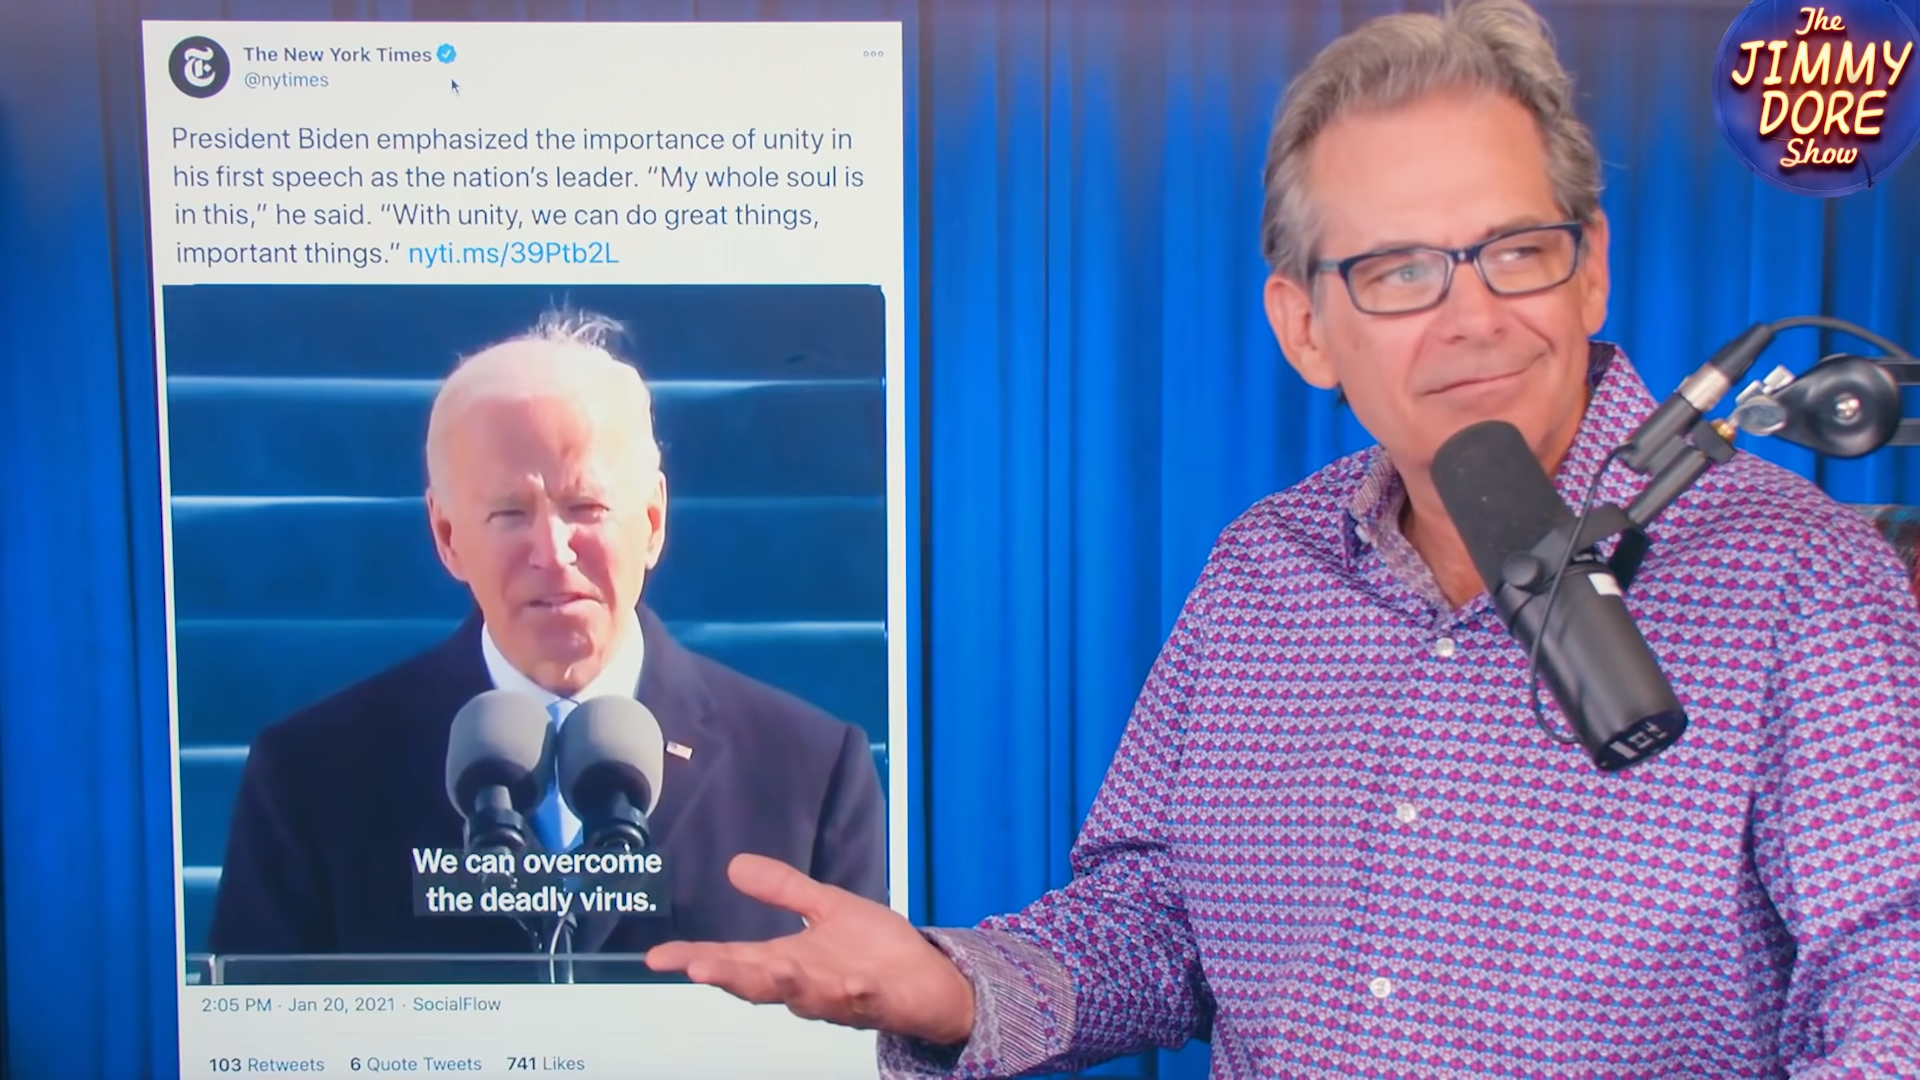 The New York Times
@nytimes
President Biden emphasized the importance of unity in
his first speech as the nation's leader. “My whole soul is
in this,” he said. “With unity, we can do great things,
important things.” nyti.ms/39Ptb2L
We can overcome
the deadly virus.
2:05 PM · Jan 20, 2021 · SocialFlow
103 Retweets 6 Quote Tweets 741 Likes
The
JIMMY
DORE
Show